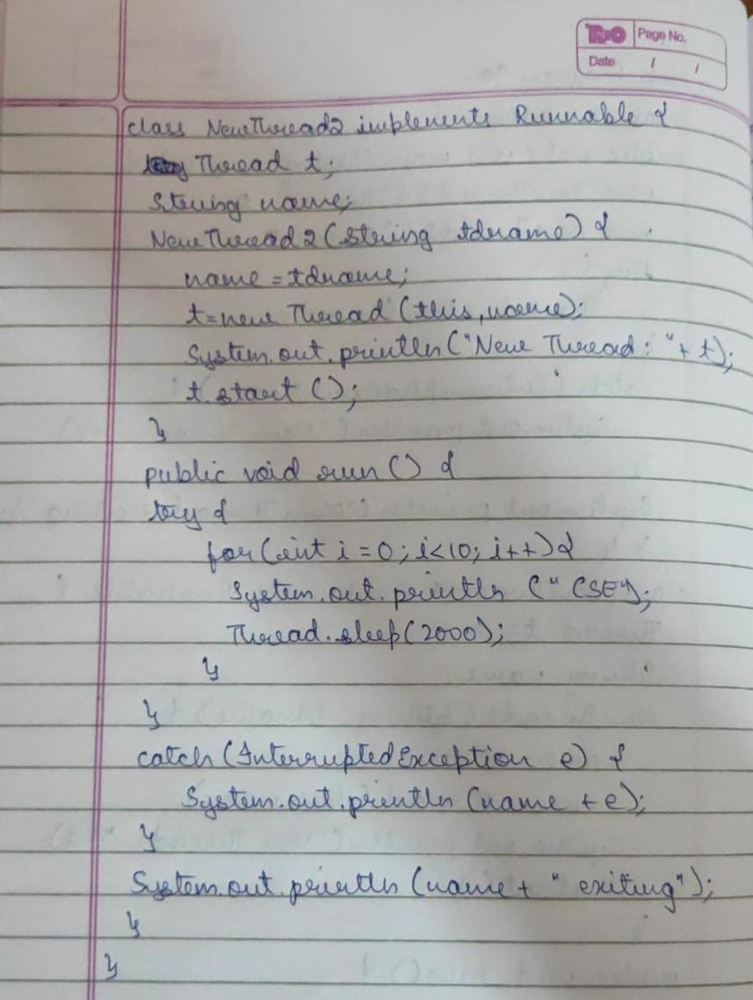 TRO Page No.
Date / /
class NewThread2 implements Runnable {
Thread t;
String name;
NewThread2 (String tdname) {
name = tdname;
t = new Thread (this, name);
System.out.println ("New Thread : " + t);
t.start ();
}
public void run () {
try {
for (int i = 0; i<10; i++) {
System.out.println (" CSE");
Thread.sleep(2000);
}
}
catch (InterruptedException e) {
System.out.println (name + e);
}
System.out.println (name + " exiting");
}
}